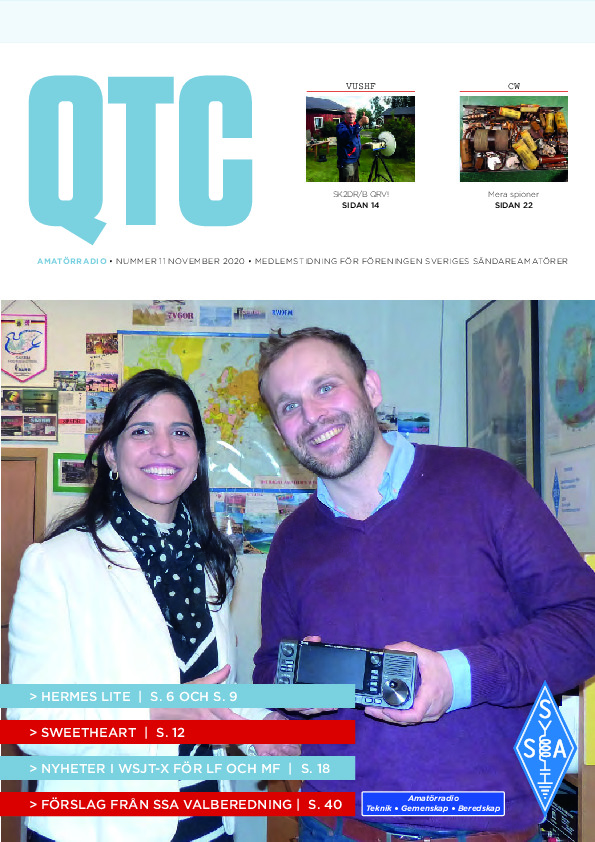 QTC
VUSHF
CW
SK2DR/B QRV!
SIDAN 14
Mera spioner
SIDAN 22
AMATÖRRADIO • NUMMER 11 NOVEMBER 2020 • MEDLEMSTIDNING FÖR FÖRENINGEN SVERIGES SÄNDAREAMATÖRER
TVGOR
> HERMES LITE | S. 6 OCH S. 9
> SWEETHEART | S. 12
> NYHETER I WSJT-X FÖR LF OCH MF | S. 18
> FÖRSLAG FRÅN SSA VALBEREDNING | S. 40
Amatörradio
Teknik • Gemenskap • Beredskap
SSA